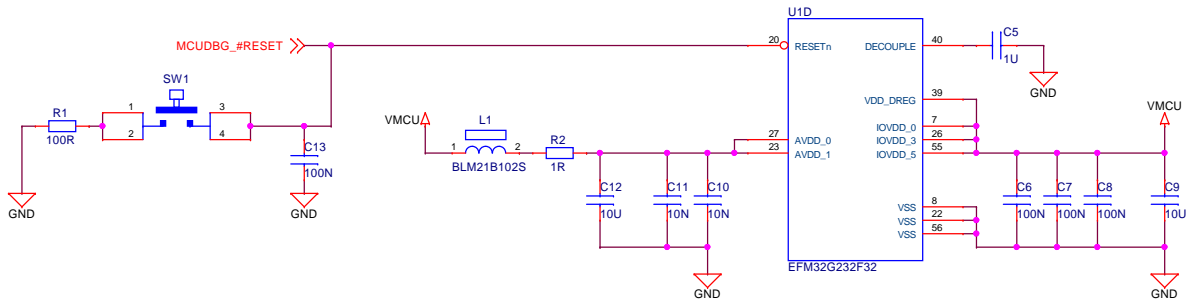 U1D
MCUDBG_#RESET
20
RESETn
DECOUPLE
40
C5
1U
GND
SW1
R1
100R
1
2
3
4
C13
100N
GND
GND
VMCU
L1
1
2
BLM21B102S
R2
1R
27
23
AVDD_0
AVDD_1
VDD_DREG
39
IOVDD_0
7
IOVDD_3
26
IOVDD_5
55
VMCU
C12
10U
C11
10N
C10
10N
GND
VSS
8
VSS
22
VSS
56
C6
100N
C7
100N
C8
100N
C9
10U
GND
EFM32G232F32